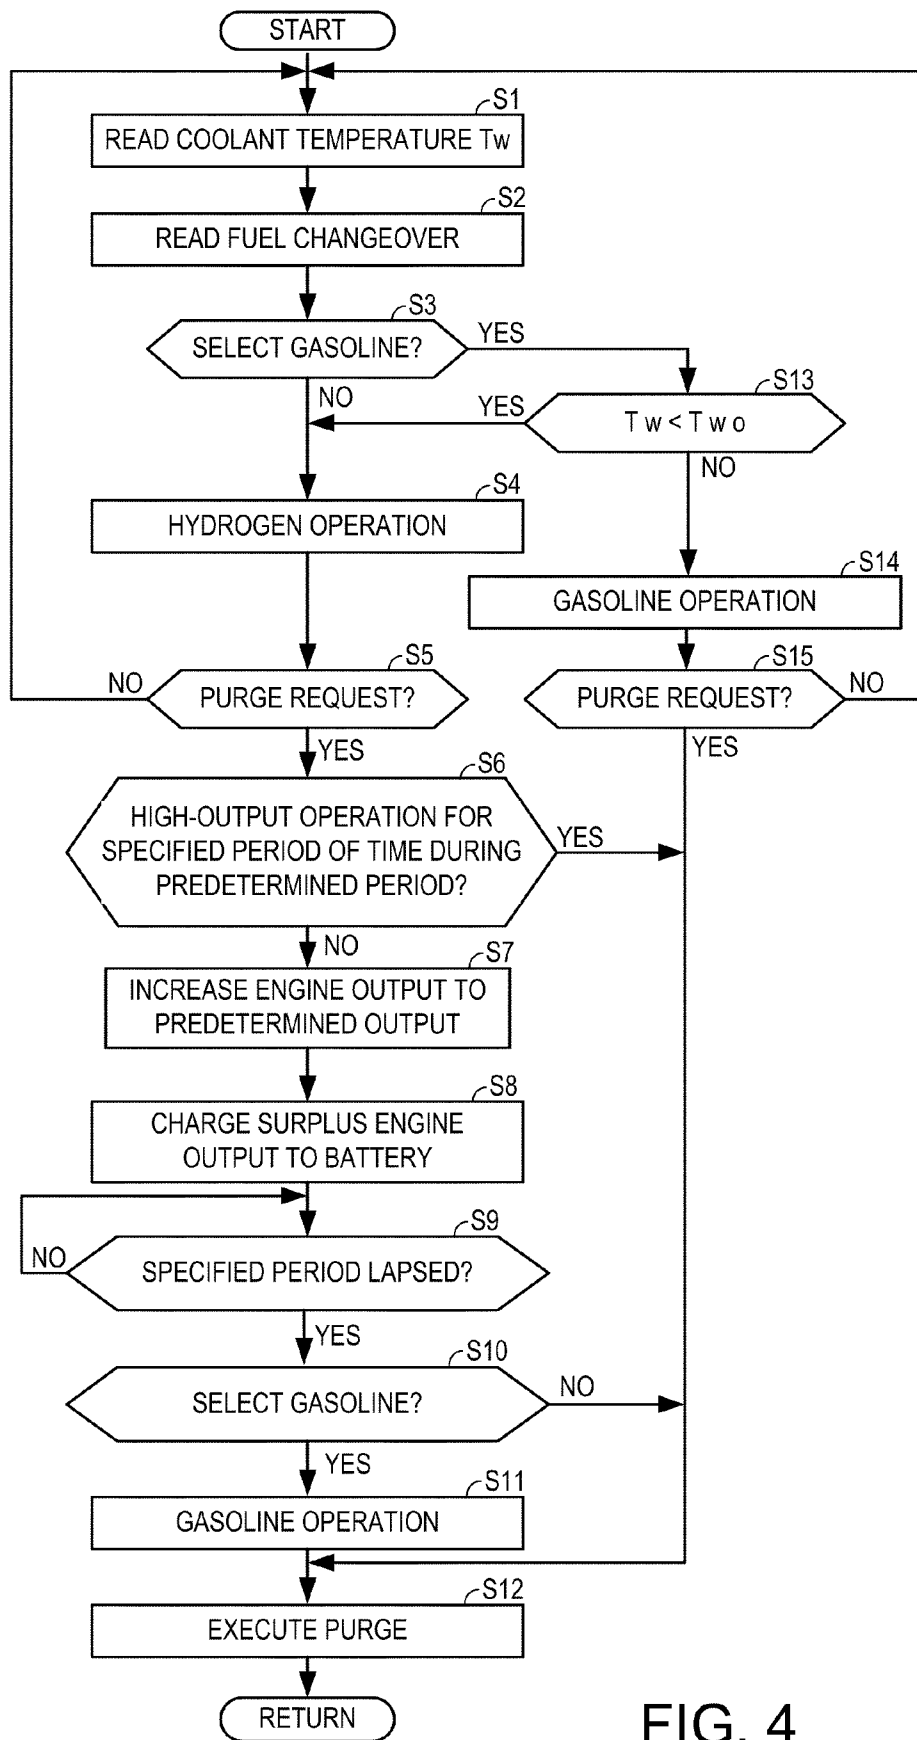 START
S1
READ COOLANT TEMPERATURE Tw
S2
READ FUEL CHANGEOVER
S3
SELECT GASOLINE?
YES
NO
S13
YES
Tw < Two
NO
S4
HYDROGEN OPERATION
S14
GASOLINE OPERATION
S5
NO
PURGE REQUEST?
YES
S15
PURGE REQUEST?
NO
YES
S6
HIGH-OUTPUT OPERATION FOR
SPECIFIED PERIOD OF TIME DURING
PREDETERMINED PERIOD?
YES
NO
S7
INCREASE ENGINE OUTPUT TO
PREDETERMINED OUTPUT
S8
CHARGE SURPLUS ENGINE
OUTPUT TO BATTERY
S9
NO
SPECIFIED PERIOD LAPSED?
YES
S10
SELECT GASOLINE?
NO
YES
S11
GASOLINE OPERATION
S12
EXECUTE PURGE
RETURN
FIG. 4